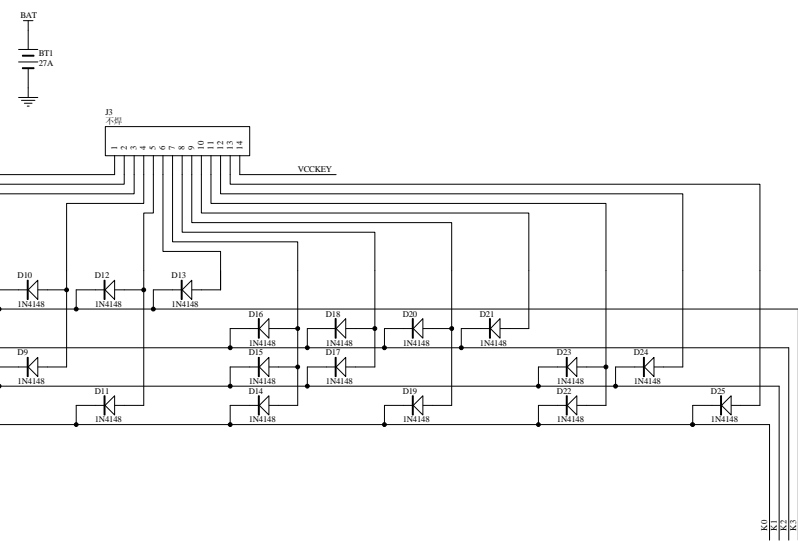 BAT
BT1
27A
J3
不焊
1 2 3 4 5 6 7 8 9 10 11 12 13 14
VCCKEY
D10 D12 D13
1N4148 1N4148 1N4148
D16 D18 D20 D21
1N4148 1N4148 1N4148 1N4148
D9 D15 D17 D23 D24
1N4148 1N4148 1N4148 1N4148 1N4148
D11 D14 D19 D22 D25
1N4148 1N4148 1N4148 1N4148 1N4148
K0 K1 K2 K3